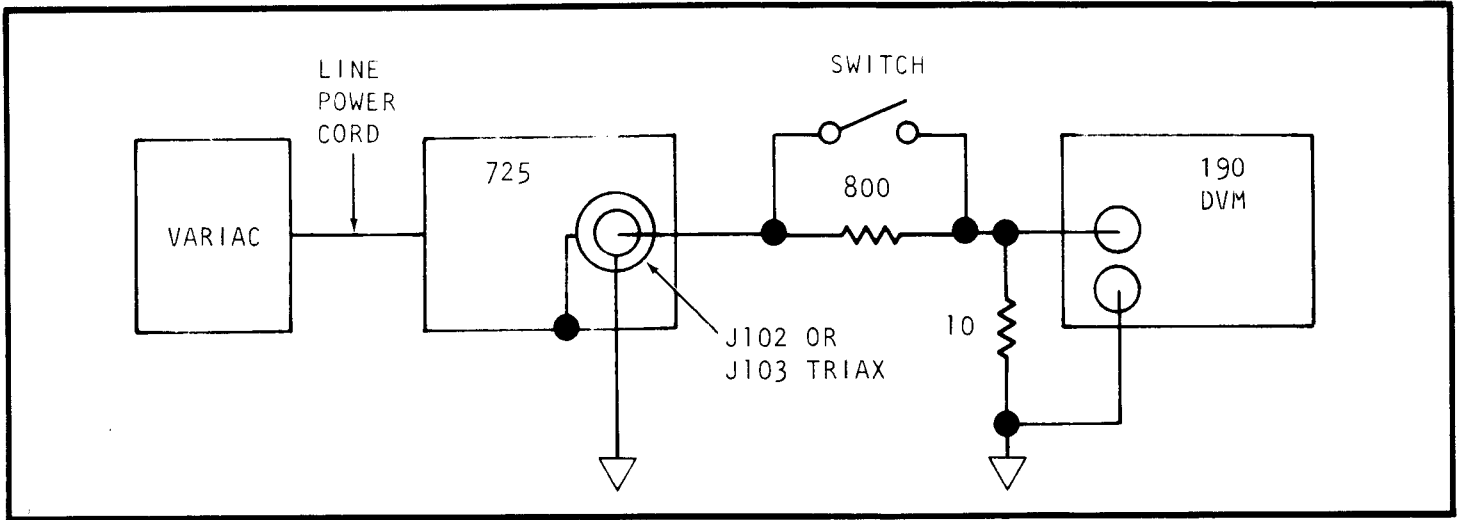 LINE
POWER
CORD
SWITCH
VARIAC
725
800
190
DVM
10
J102 OR
J103 TRIAX